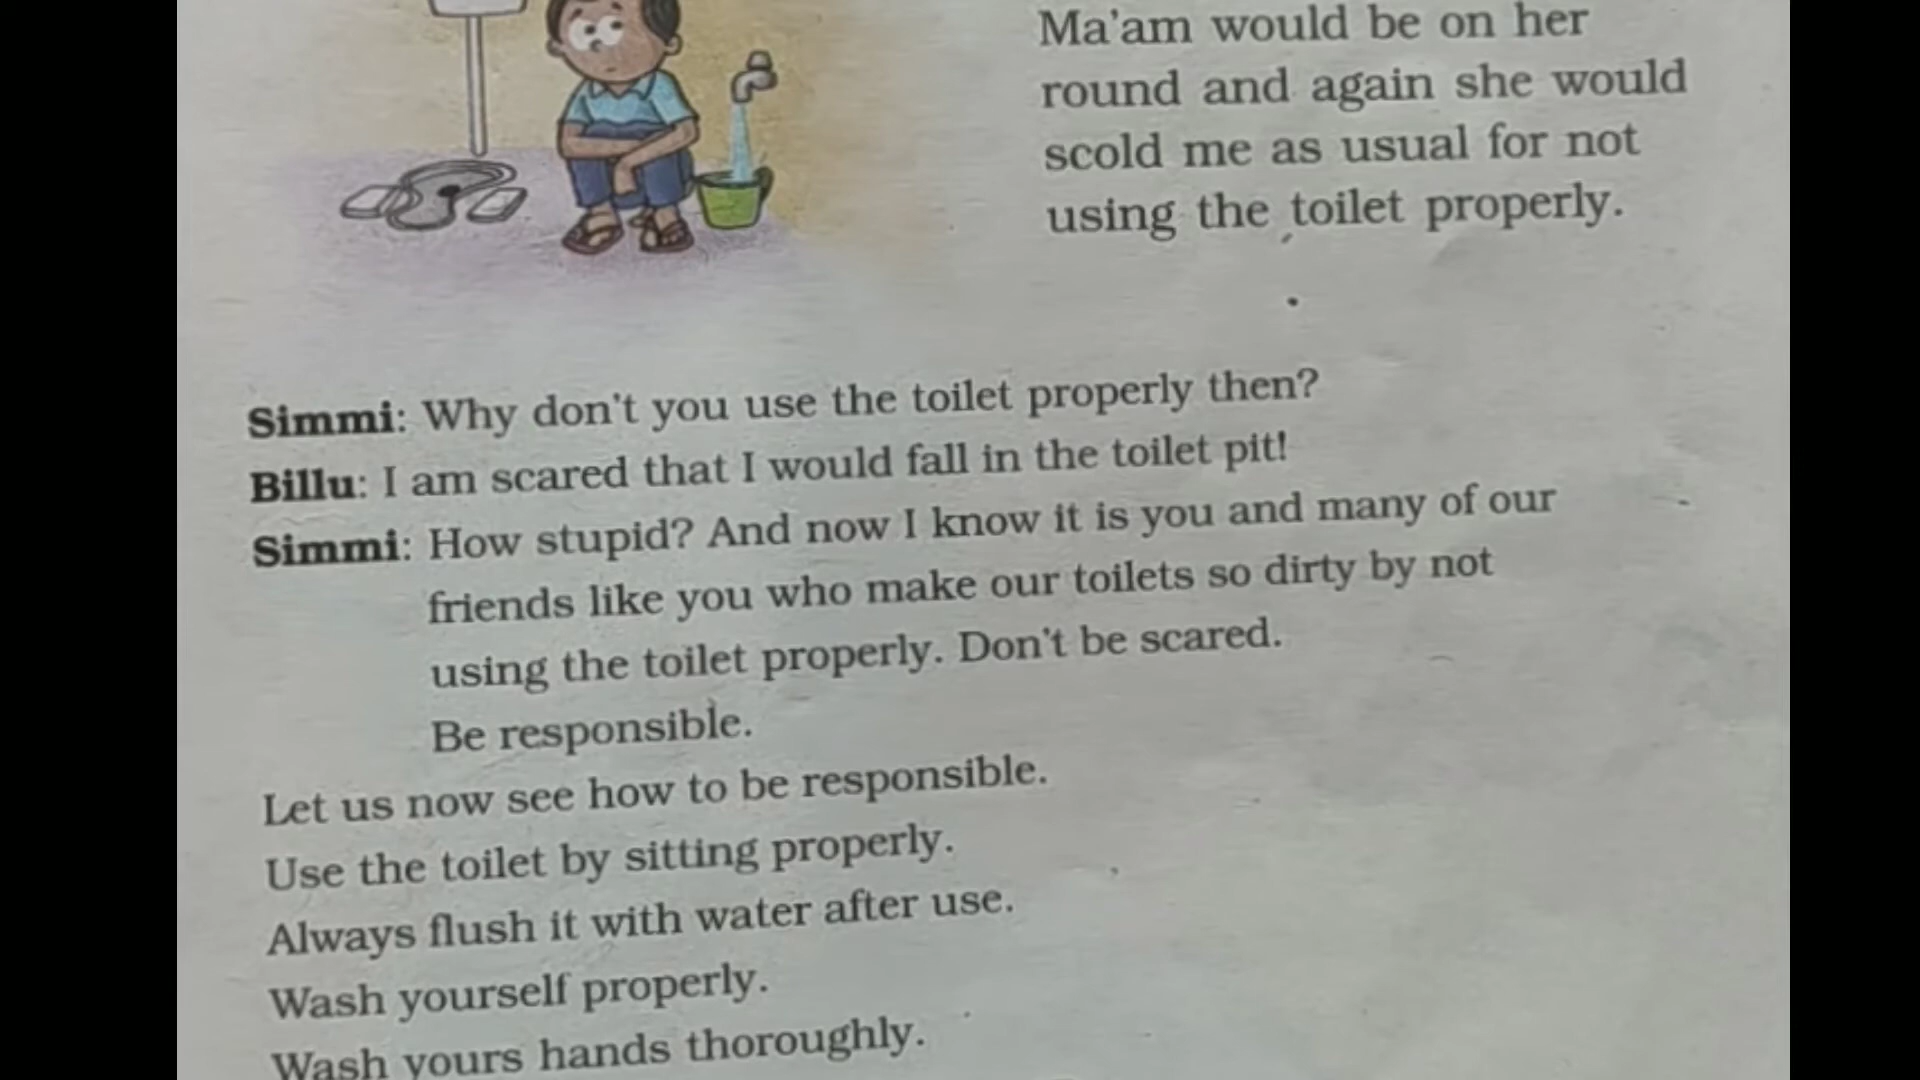 Ma'am would be on her
round and again she would
scold me as usual for not
using the toilet properly.
Simmi: Why don't you use the toilet properly then?
Billu: I am scared that I would fall in the toilet pit!
Simmi: How stupid? And now I know it is you and many of our
friends like you who make our toilets so dirty by not
using the toilet properly. Don't be scared.
Be responsible.
Let us now see how to be responsible.
Use the toilet by sitting properly.
Always flush it with water after use.
Wash yourself properly.
Wash yours hands thoroughly.